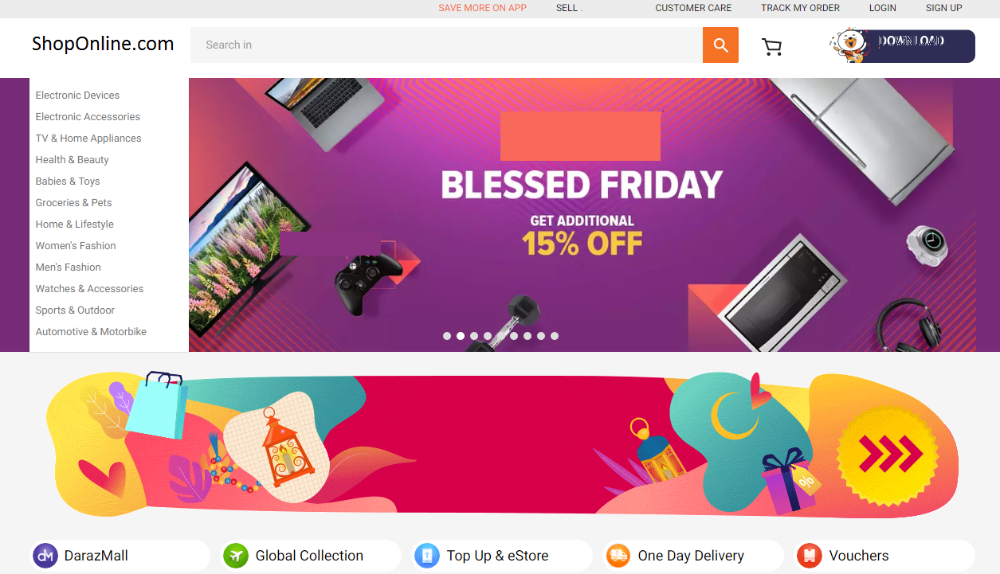 SAVE MORE ON APP
SELL .
CUSTOMER CARE
TRACK MY ORDER
LOGIN
SIGN UP
ShopOnline.com
Search in
DOWNLOAD
Electronic Devices
Electronic Accessories
TV & Home Appliances
Health & Beauty
Babies & Toys
Groceries & Pets
Home & Lifestyle
Women's Fashion
Men's Fashion
Watches & Accessories
Sports & Outdoor
Automotive & Motorbike
BLESSED FRIDAY
GET ADDITIONAL
15% OFF
%
dM DarazMall
Global Collection
Top Up & eStore
One Day Delivery
Vouchers